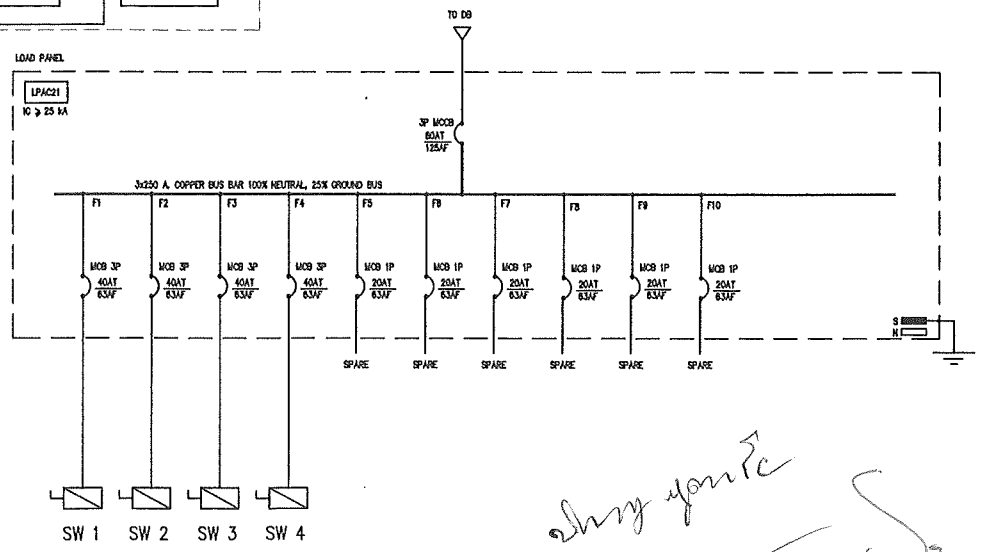 TO DB
LOAD PANEL
LPAC21
IC ⩾ 25 kA
3P MCCB
80AT
125AF
3x250 A. COPPER BUS BAR 100% NEUTRAL, 25% GROUND BUS
F1 F2 F3 F4 F5 F6 F7 F8 F9 F10
MCB 3P MCB 3P MCB 3P MCB 3P MCB 1P MCB 1P MCB 1P MCB 1P MCB 1P MCB 1P
40AT 40AT 40AT 40AT 20AT 20AT 20AT 20AT 20AT 20AT
63AF 63AF 63AF 63AF 63AF 63AF 63AF 63AF 63AF 63AF
S
N
SPARE SPARE SPARE SPARE SPARE SPARE
SW 1 SW 2 SW 3 SW 4